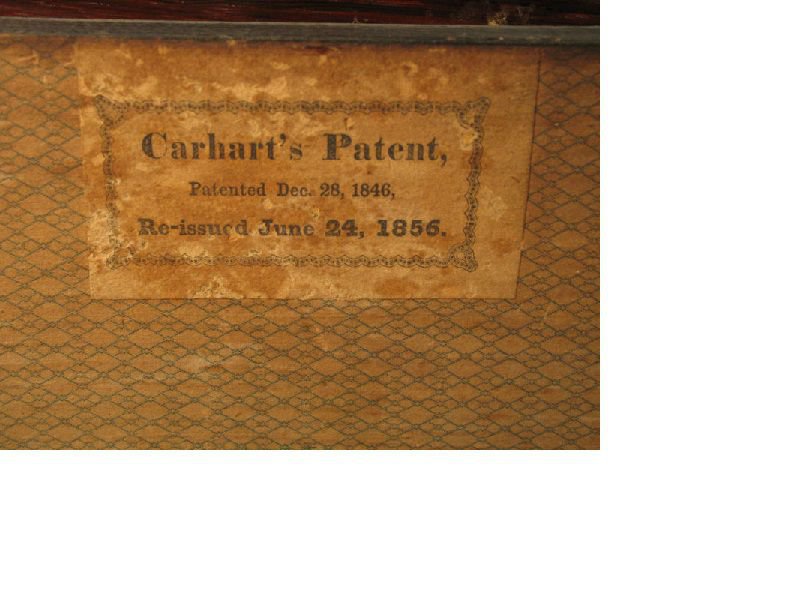 Carhart's Patent,
Patented Dec. 28, 1846,
Re-issued June 24, 1856.